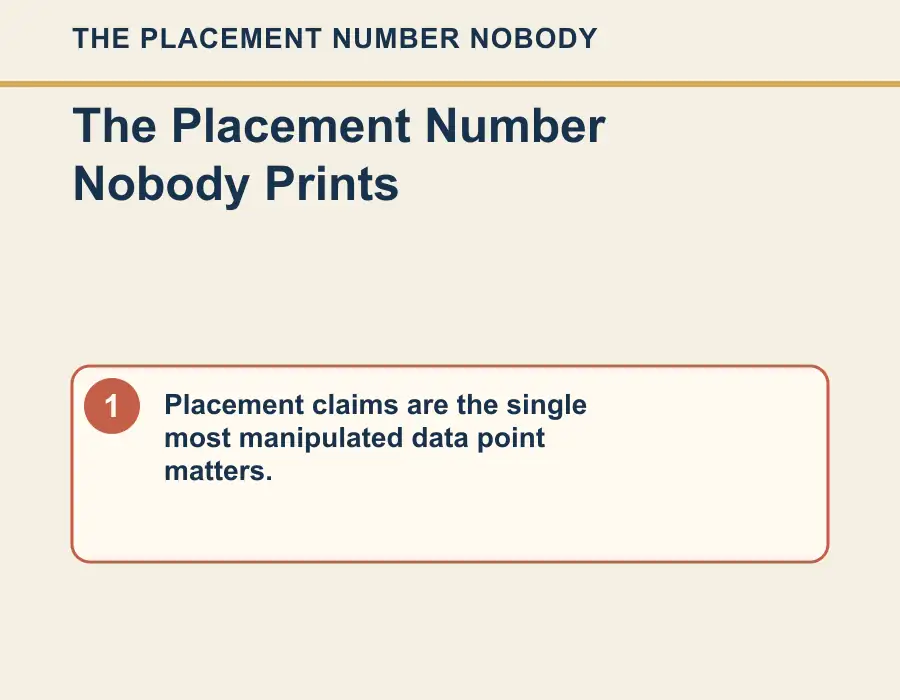 THE PLACEMENT NUMBER NOBODY
The Placement Number
Nobody Prints
1
Placement claims are the single
most manipulated data point
matters.